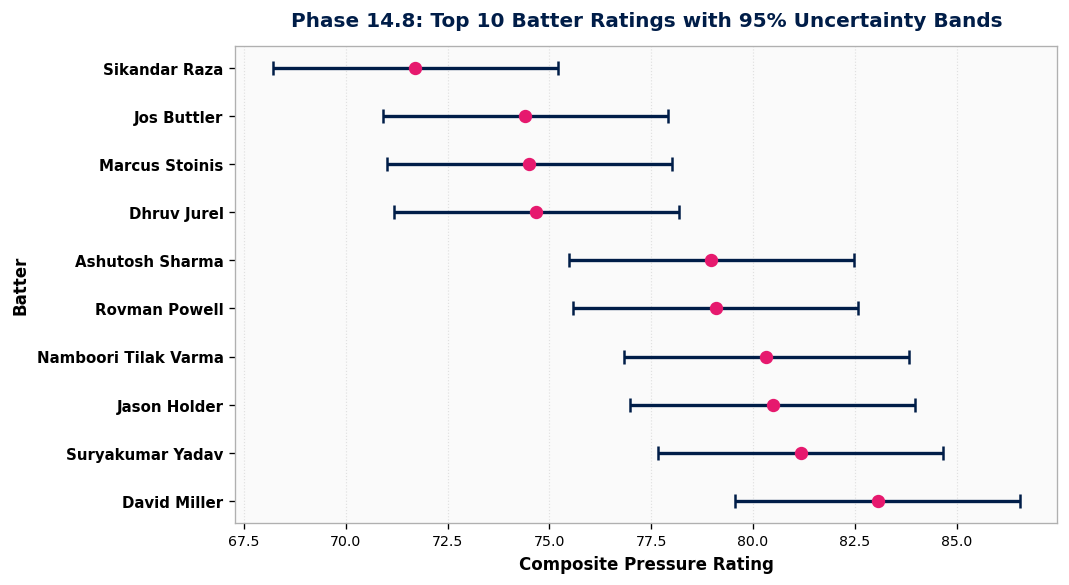 Phase 14.8: Top 10 Batter Ratings with 95% Uncertainty Bands
Batter
Sikandar Raza
Jos Buttler
Marcus Stoinis
Dhruv Jurel
Ashutosh Sharma
Rovman Powell
Namboori Tilak Varma
Jason Holder
Suryakumar Yadav
David Miller
67.5 70.0 72.5 75.0 77.5 80.0 82.5 85.0
Composite Pressure Rating